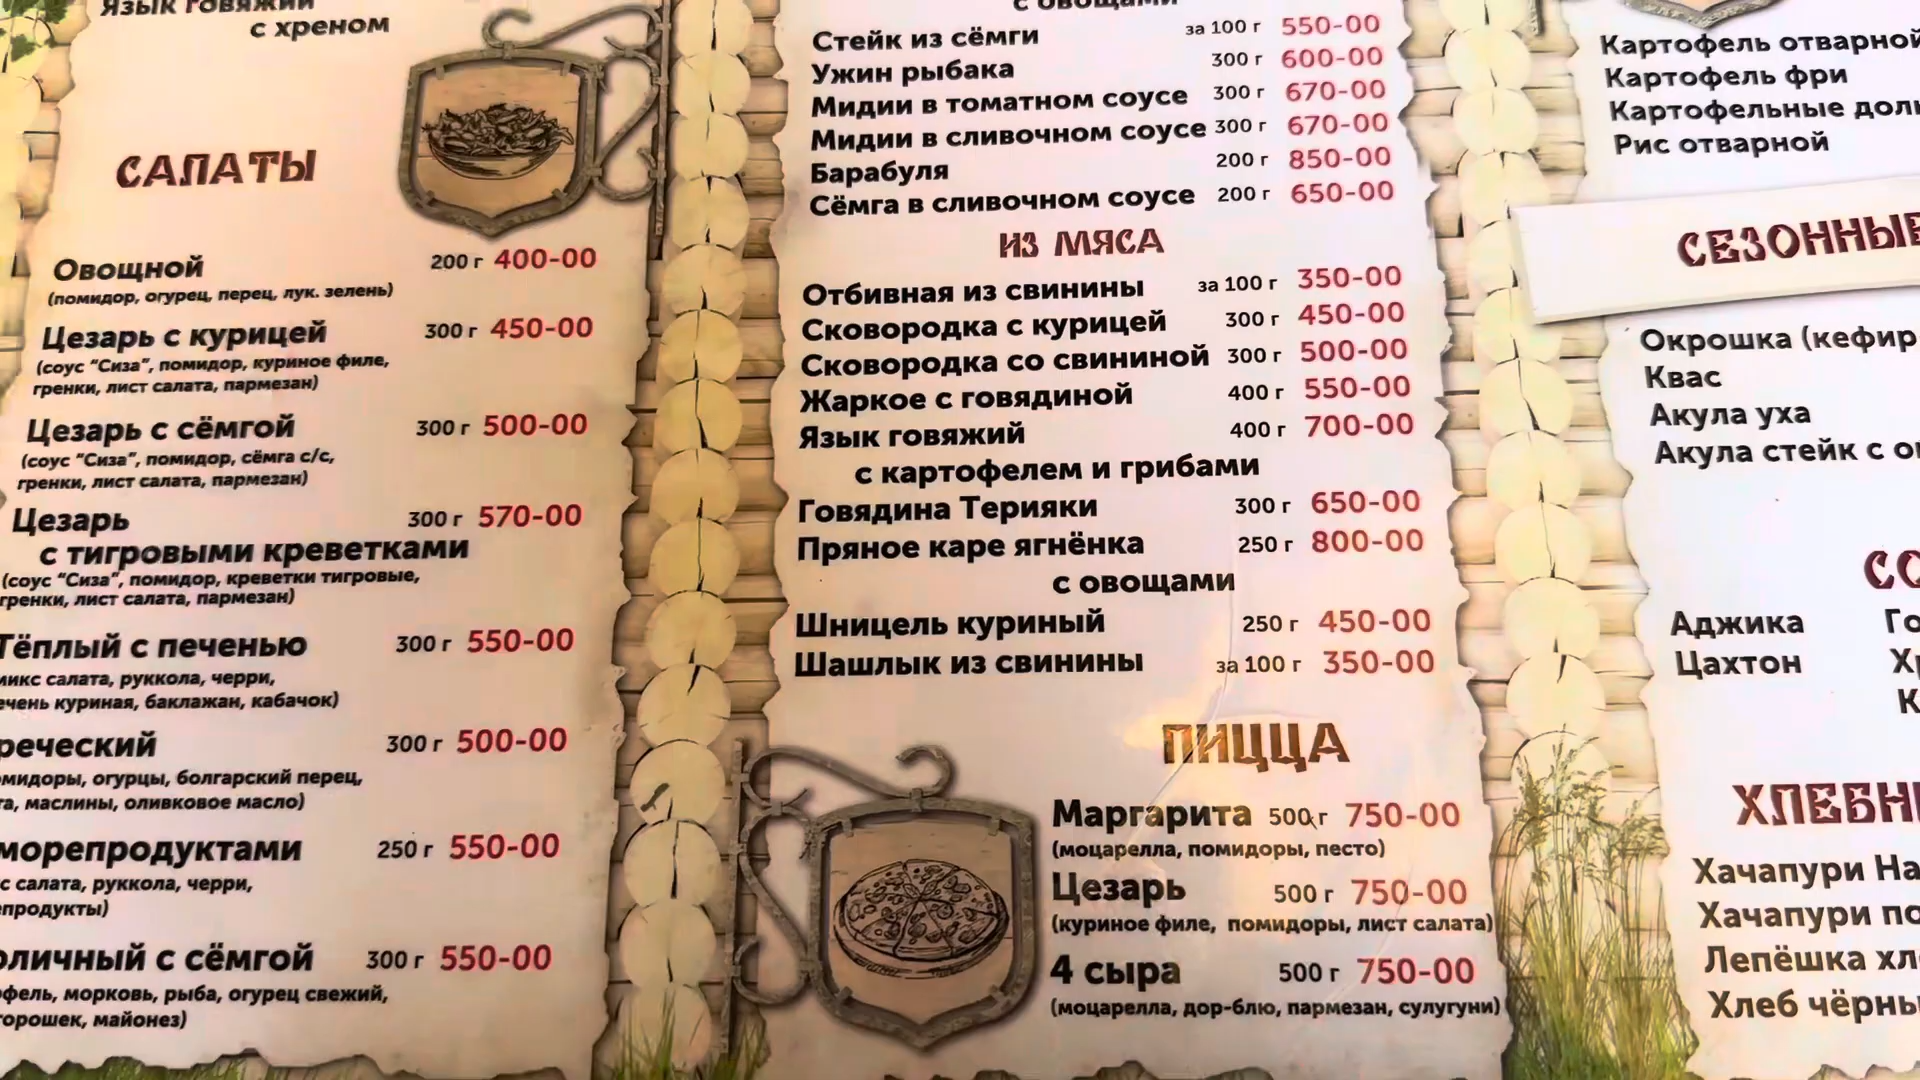 Язык говяжий
с хреном
САЛАТЫ
Овощной 200 г 400-00
(помидор, огурец, перец, лук. зелень)
Цезарь с курицей 300 г 450-00
(соус “Сиза”, помидор, куриное филе,
гренки, лист салата, пармезан)
Цезарь с сёмгой 300 г 500-00
(соус “Сиза”, помидор, сёмга с/с,
гренки, лист салата, пармезан)
Цезарь 300 г 570-00
с тигровыми креветками
(соус “Сиза”, помидор, креветки тигровые,
гренки, лист салата, пармезан)
Тёплый с печенью 300 г 550-00
микс салата, руккола, черри,
ечень куриная, баклажан, кабачок)
реческий 300 г 500-00
омидоры, огурцы, болгарский перец,
та, маслины, оливковое масло)
морепродуктами 250 г 550-00
с салата, руккола, черри,
епродукты)
оличный с сёмгой 300 г 550-00
офель, морковь, рыба, огурец свежий,
горошек, майонез)
с овощами
Стейк из сёмги за 100 г 550-00
Ужин рыбака 300 г 600-00
Мидии в томатном соусе 300 г 670-00
Мидии в сливочном соусе 300 г 670-00
Барабуля 200 г 850-00
Сёмга в сливочном соусе 200 г 650-00
ИЗ МЯСА
Отбивная из свинины за 100 г 350-00
Сковородка с курицей 300 г 450-00
Сковородка со свининой 300 г 500-00
Жаркое с говядиной 400 г 550-00
Язык говяжий 400 г 700-00
с картофелем и грибами
Говядина Терияки 300 г 650-00
Пряное каре ягнёнка 250 г 800-00
с овощами
Шницель куриный 250 г 450-00
Шашлык из свинины за 100 г 350-00
ПИЦЦА
Маргарита 500 г 750-00
(моцарелла, помидоры, песто)
Цезарь 500 г 750-00
(куриное филе, помидоры, лист салата)
4 сыра 500 г 750-00
(моцарелла, дор-блю, пармезан, сулугуни)
Картофель отварной
Картофель фри
Картофельные доль
Рис отварной
СЕЗОННЫЕ
Окрошка (кефир
Квас
Акула уха
Акула стейк с о
СО
Аджика Го
Цахтон Хр
К
ХЛЕБН
Хачапури На
Хачапури по
Лепёшка хл
Хлеб чёрны